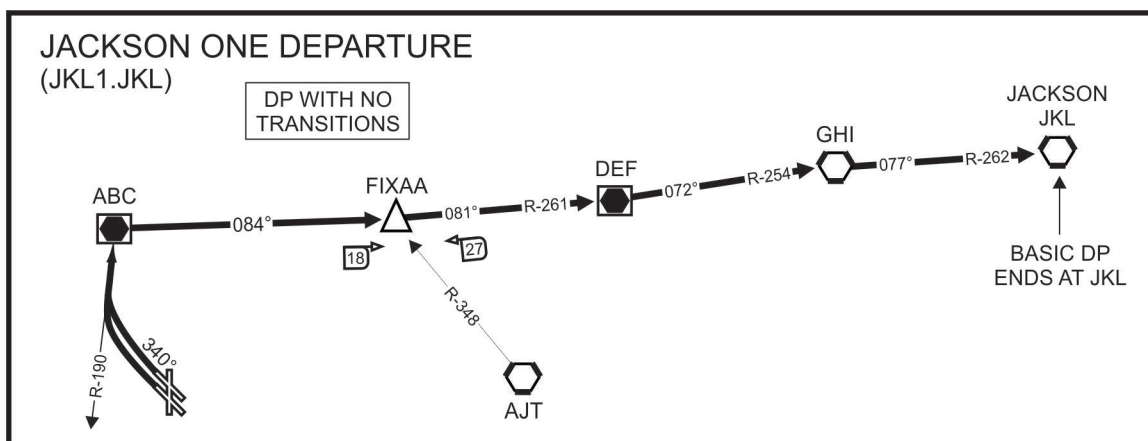 JACKSON ONE DEPARTURE
(JKL1.JKL)
DP WITH NO
TRANSITIONS
JACKSON
JKL
GHI
077°
R-262
DEF
072°
R-254
FIXAA
081°
R-261
ABC
084°
18
27
BASIC DP
ENDS AT JKL
R-348
340°
R-190
AJT